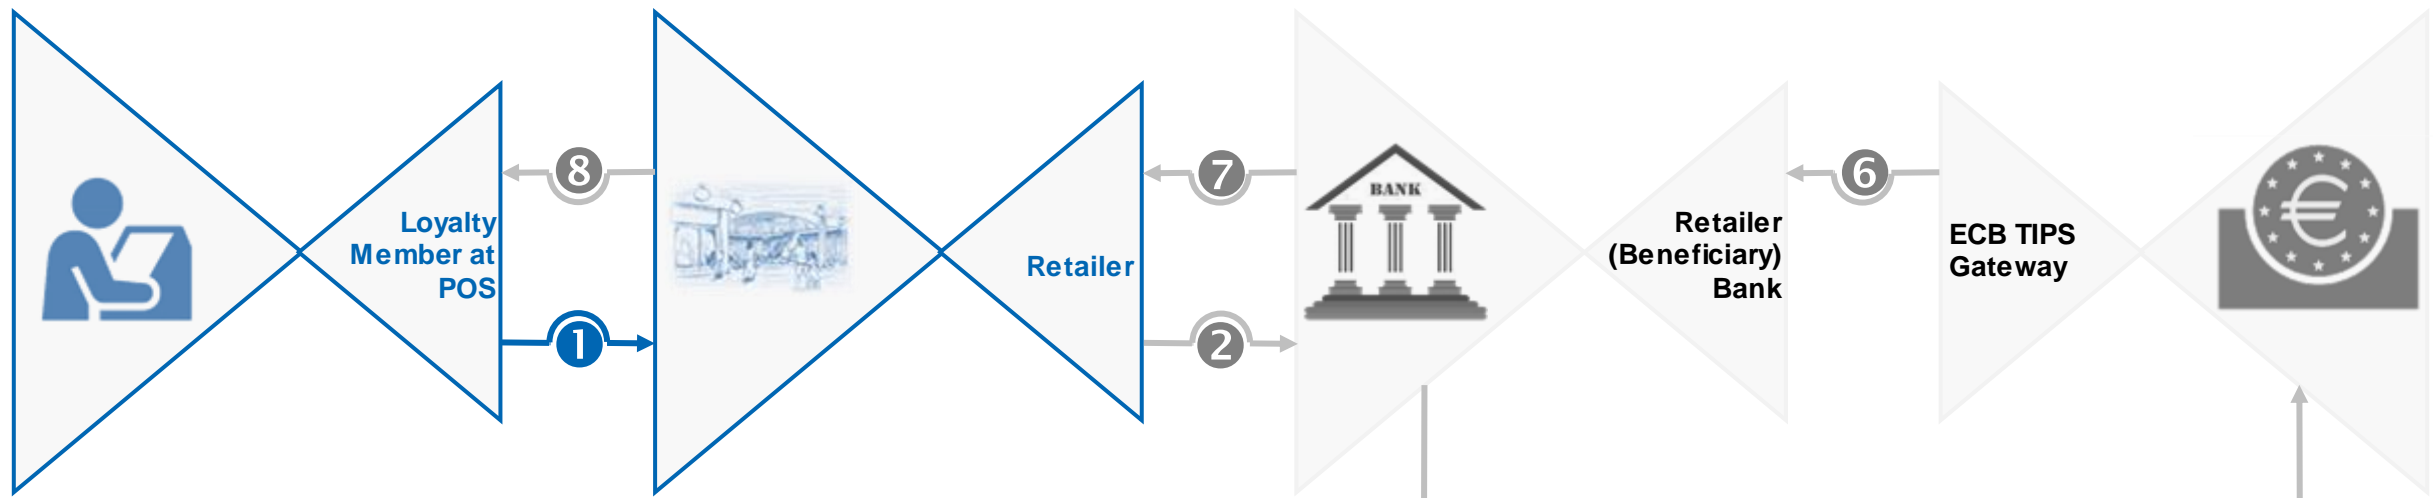 8
7
6
BANK
Loyalty
Member at
POS
Retailer
Retailer
(Beneficiary)
Bank
ECB TIPS
Gateway
€
1
2